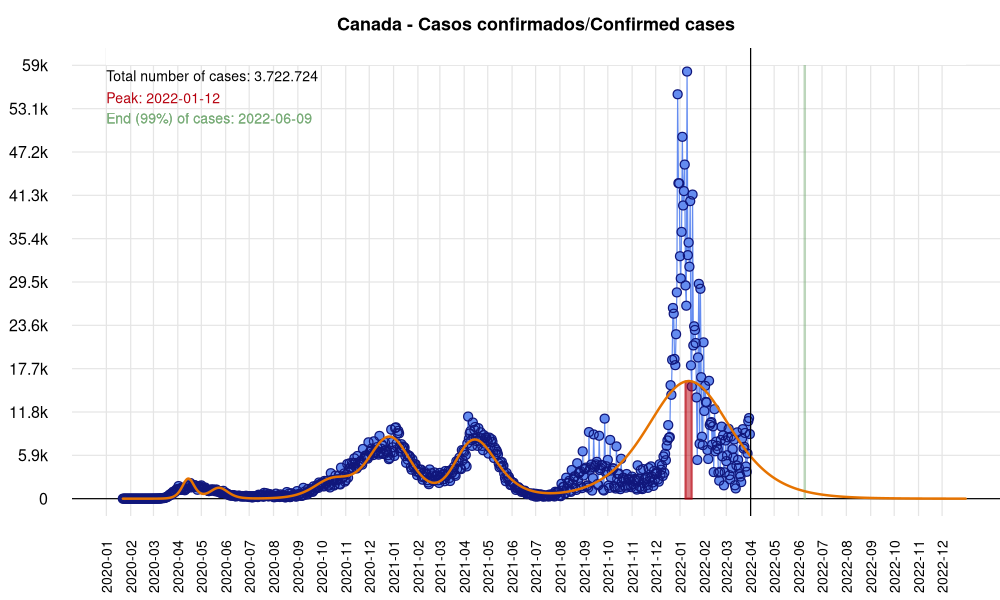 Canada - Casos confirmados/Confirmed cases
Total number of cases: 3.722.724
Peak: 2022-01-12
End (99%) of cases: 2022-06-09
59k
53.1k
47.2k
41.3k
35.4k
29.5k
23.6k
17.7k
11.8k
5.9k
0
2020-01
2020-02
2020-03
2020-04
2020-05
2020-06
2020-07
2020-08
2020-09
2020-10
2020-11
2020-12
2021-01
2021-02
2021-03
2021-04
2021-05
2021-06
2021-07
2021-08
2021-09
2021-10
2021-11
2021-12
2022-01
2022-02
2022-03
2022-04
2022-05
2022-06
2022-07
2022-08
2022-09
2022-10
2022-11
2022-12